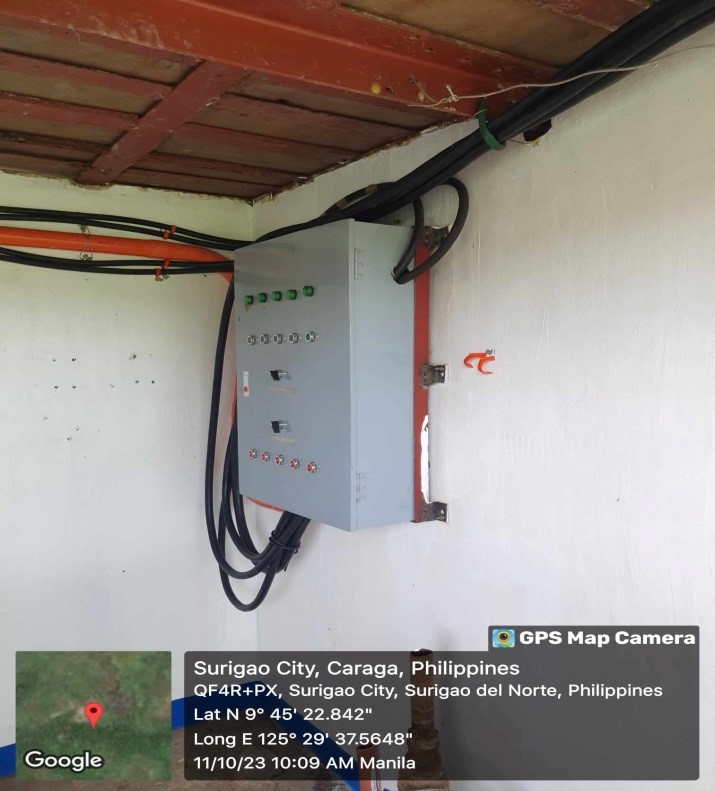 GPS Map Camera
Surigao City, Caraga, Philippines
QF4R+PX, Surigao City, Surigao del Norte, Philippines
Lat N 9° 45' 22.842"
Long E 125° 29' 37.5648"
11/10/23 10:09 AM Manila
Google